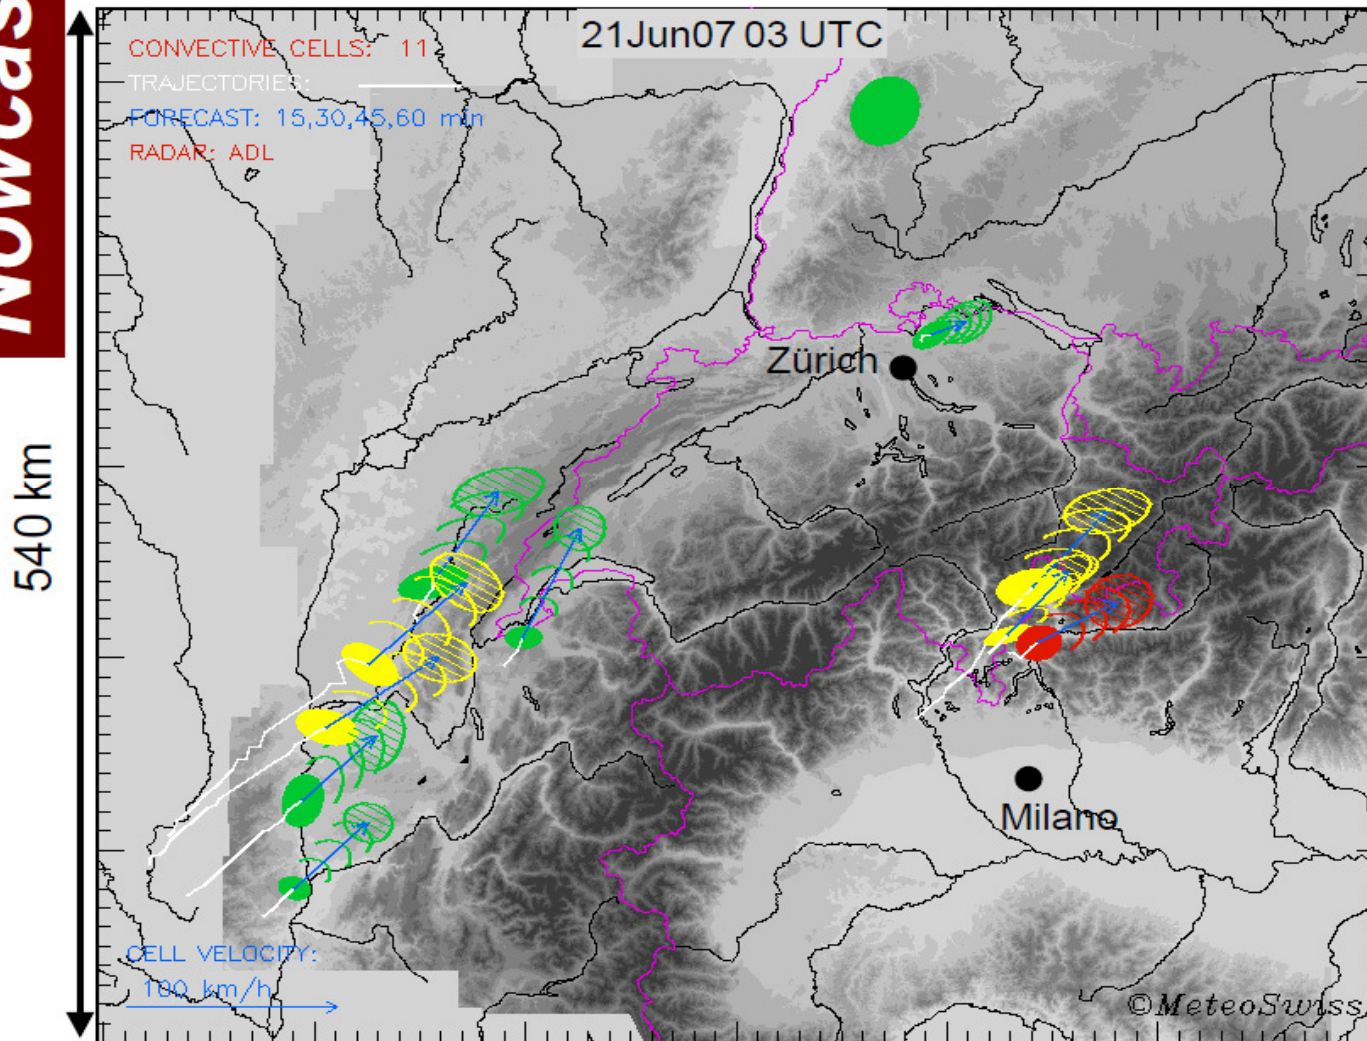 Nowcas
21Jun07 03 UTC
CONVECTIVE CELLS: 11
TRAJECTORIES:
FORECAST: 15,30,45,60 min
RADAR: ADL
Zürich
540 km
Milano
CELL VELOCITY:
100 km/h
©MeteoSwiss